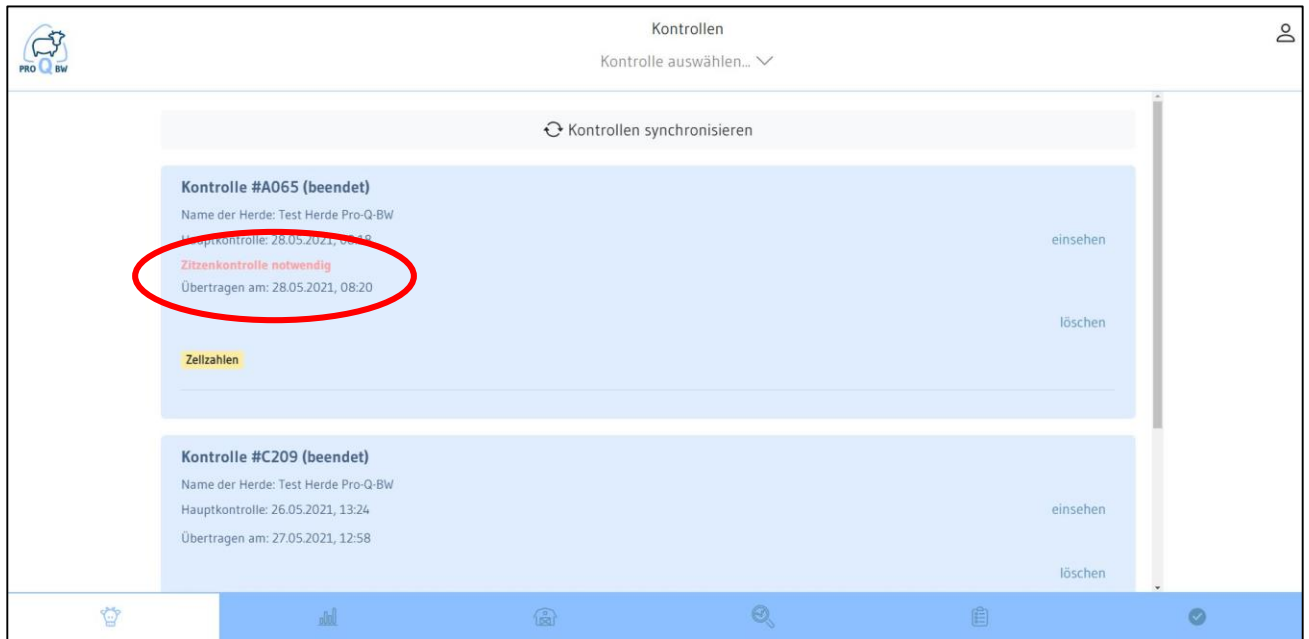 PRO Q BW
Kontrollen
Kontrolle auswählen...
Kontrollen synchronisieren
Kontrolle #A065 (beendet)
Name der Herde: Test Herde Pro-Q-BW
Hauptkontrolle: 28.05.2021,
einsehen
Zitzenkontrolle notwendig
Übertragen am: 28.05.2021, 08:20
löschen
Zellzahlen
Kontrolle #C209 (beendet)
Name der Herde: Test Herde Pro-Q-BW
Hauptkontrolle: 26.05.2021, 13:24
einsehen
Übertragen am: 27.05.2021, 12:58
löschen